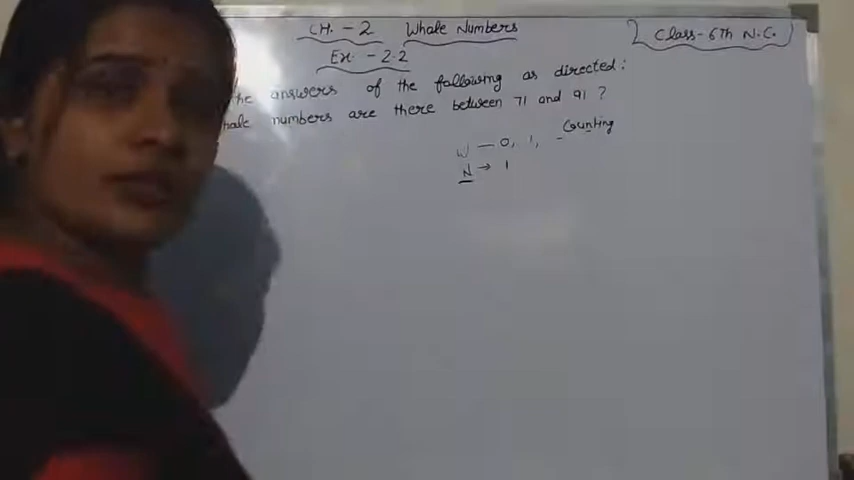 CH. - 2 Whale Numbers
Class - 6th N.C.
Ex. - 2.2
the answers of the following as directed :
numbers are there between 71 and 91 ?
Counting
W — 0, 1, -
N → 1